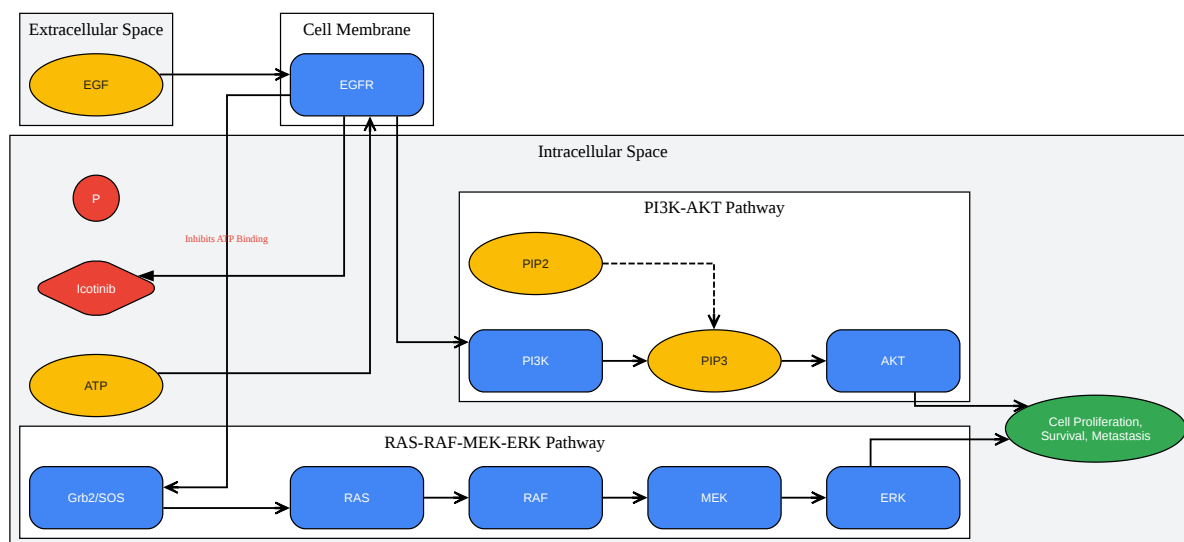 Extracellular Space
EGF
Cell Membrane
EGFR
Intracellular Space
P
Inhibits ATP Binding
Icotinib
ATP
PI3K-AKT Pathway
PIP2
PI3K
PIP3
AKT
Cell Proliferation,
Survival, Metastasis
RAS-RAF-MEK-ERK Pathway
Grb2/SOS
RAS
RAF
MEK
ERK